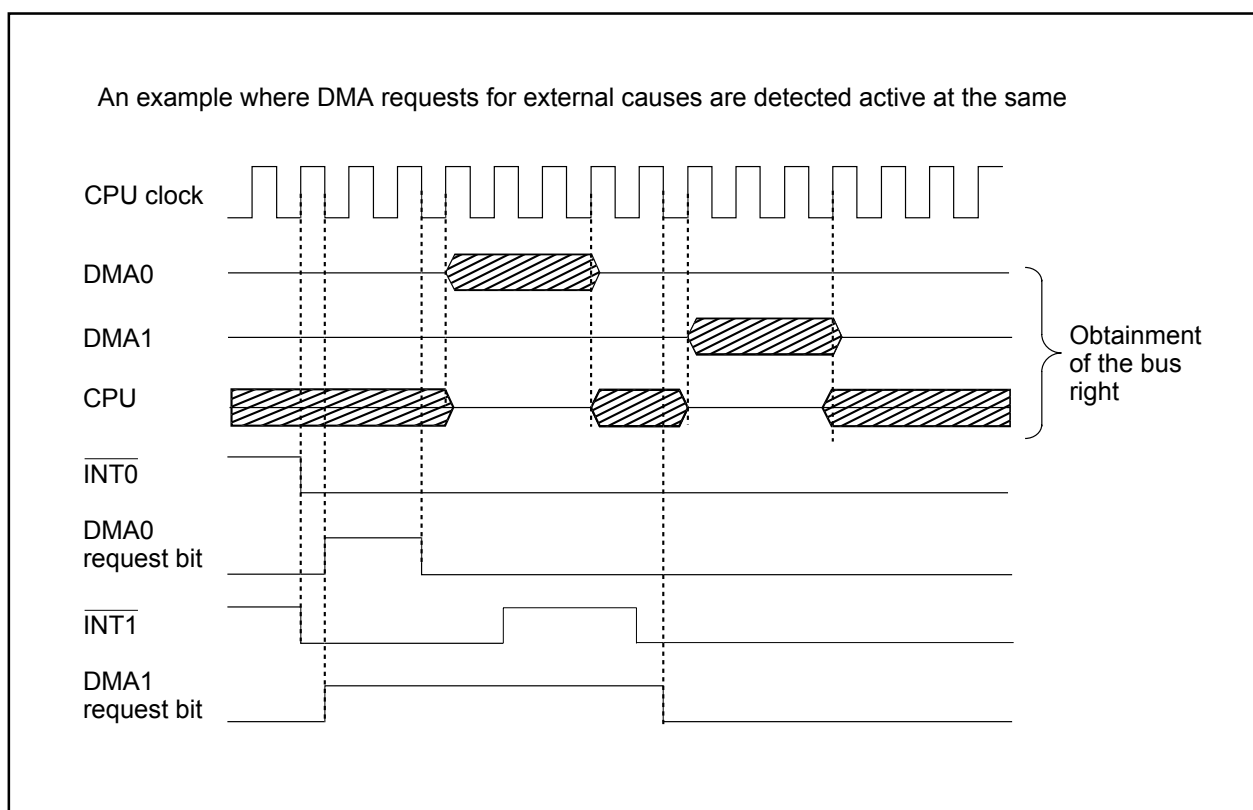 An example where DMA requests for external causes are detected active at the same
CPU clock
DMA0
DMA1
CPU
Obtainment
of the bus
right
INT0
DMA0
request bit
INT1
DMA1
request bit